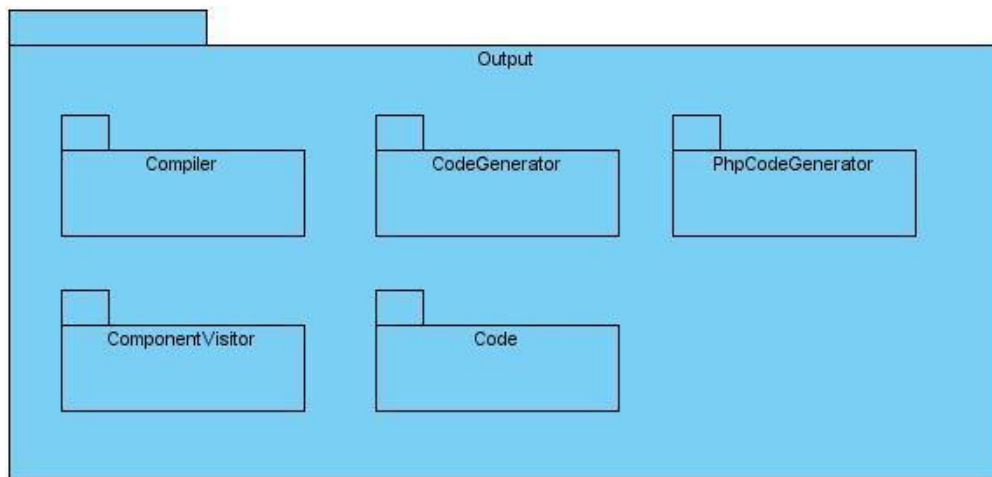 Output
Compiler
CodeGenerator
PhpCodeGenerator
ComponentVisitor
Code